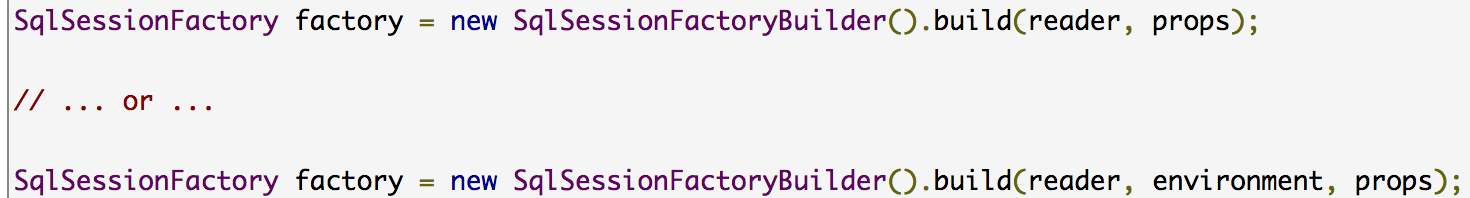 SqlSessionFactory factory = new SqlSessionFactoryBuilder().build(reader, props);
// ... or ...
SqlSessionFactory factory = new SqlSessionFactoryBuilder().build(reader, environment, props);